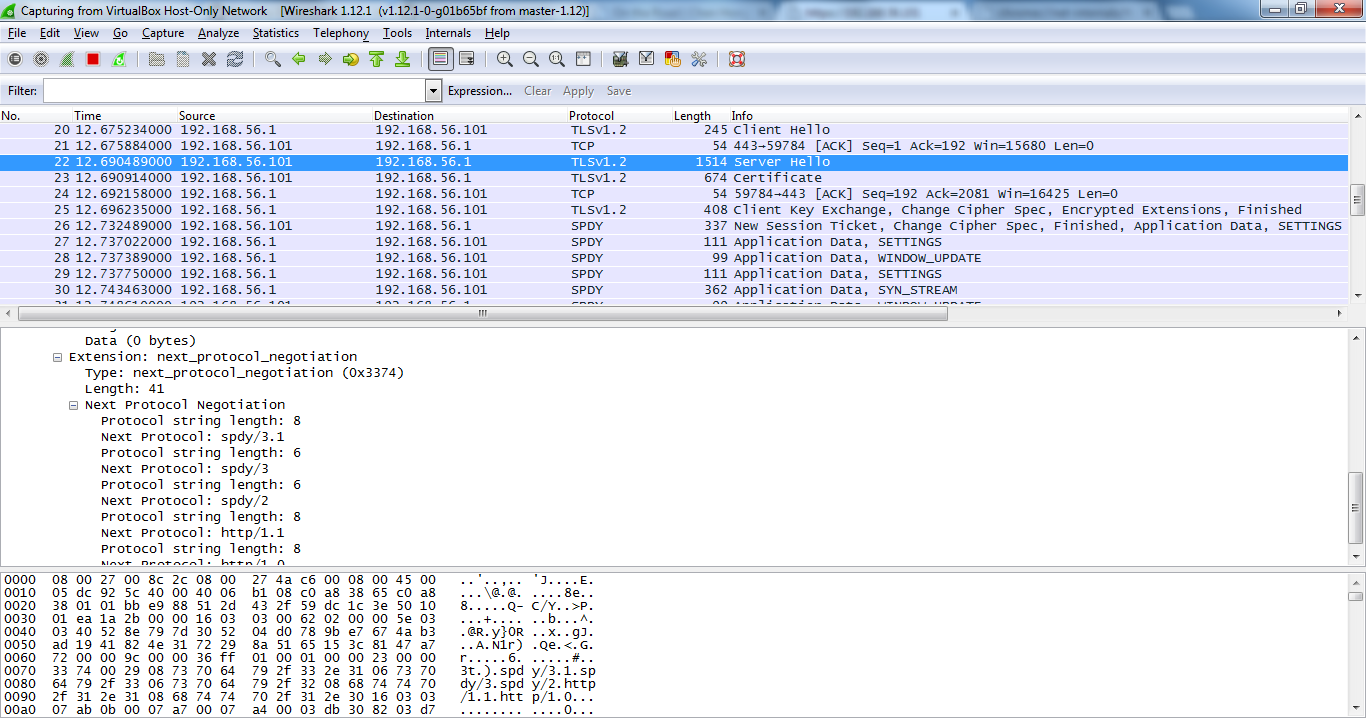 Capturing from VirtualBox Host-Only Network [Wireshark 1.12.1 (v1.12.1-0-g01b65bf from master-1.12)]
File Edit View Go Capture Analyze Statistics Telephony Tools Internals Help
Filter: Expression... Clear Apply Save
No. Time Source Destination Protocol Length Info
20 12.675234000 192.168.56.1 192.168.56.101 TLSv1.2 245 Client Hello
21 12.675884000 192.168.56.101 192.168.56.1 TCP 54 443→59784 [ACK] Seq=1 Ack=192 Win=15680 Len=0
22 12.690489000 192.168.56.101 192.168.56.1 TLSv1.2 1514 Server Hello
23 12.690914000 192.168.56.101 192.168.56.1 TLSv1.2 674 Certificate
24 12.692158000 192.168.56.1 192.168.56.101 TCP 54 59784→443 [ACK] Seq=192 Ack=2081 Win=16425 Len=0
25 12.696235000 192.168.56.1 192.168.56.101 TLSv1.2 408 Client Key Exchange, Change Cipher Spec, Encrypted Extensions, Finished
26 12.732489000 192.168.56.101 192.168.56.1 SPDY 337 New Session Ticket, Change Cipher Spec, Finished, Application Data, SETTINGS
27 12.737022000 192.168.56.1 192.168.56.101 SPDY 111 Application Data, SETTINGS
28 12.737389000 192.168.56.1 192.168.56.101 SPDY 99 Application Data, WINDOW_UPDATE
29 12.737750000 192.168.56.1 192.168.56.101 SPDY 111 Application Data, SETTINGS
30 12.743463000 192.168.56.1 192.168.56.101 SPDY 362 Application Data, SYN_STREAM
Data (0 bytes)
Extension: next_protocol_negotiation
Type: next_protocol_negotiation (0x3374)
Length: 41
Next Protocol Negotiation
Protocol string length: 8
Next Protocol: spdy/3.1
Protocol string length: 6
Next Protocol: spdy/3
Protocol string length: 6
Next Protocol: spdy/2
Protocol string length: 8
Next Protocol: http/1.1
Protocol string length: 8
Next Protocol: http/1.0
0000 08 00 27 00 8c 2c 08 00 27 4a c6 00 08 00 45 00 ..'..,.. 'J....E.
0010 05 dc 92 5c 40 00 40 06 b1 08 c0 a8 38 65 c0 a8 ...\@.@. ....8e..
0020 38 01 01 bb e9 88 51 2d 43 2f 59 dc 1c 3e 50 10 8.....Q- C/Y..>P.
0030 01 ea 1a 2b 00 00 16 03 03 00 62 02 00 00 5e 03 ...+.... ..b...^.
0040 03 40 52 8e 79 7d 30 52 04 d0 78 9b e7 67 4a b3 .@R.y}0R ..x..gJ.
0050 ad 19 41 82 4e 31 72 29 8a 51 65 15 3c 81 47 a7 ..A.N1r) .Qe.<.G.
0060 72 00 00 9c 00 00 36 ff 01 00 01 00 00 23 00 00 r.....6. .....#..
0070 33 74 00 29 08 73 70 64 79 2f 33 2e 31 06 73 70 3t.).spd y/3.1.sp
0080 64 79 2f 33 06 73 70 64 79 2f 32 08 68 74 74 70 dy/3.spd y/2.http
0090 2f 31 2e 31 08 68 74 74 70 2f 31 2e 30 16 03 03 /1.1.htt p/1.0...
00a0 07 ab 0b 00 07 a7 00 07 a4 00 03 db 30 82 03 d7 ........ ....0...